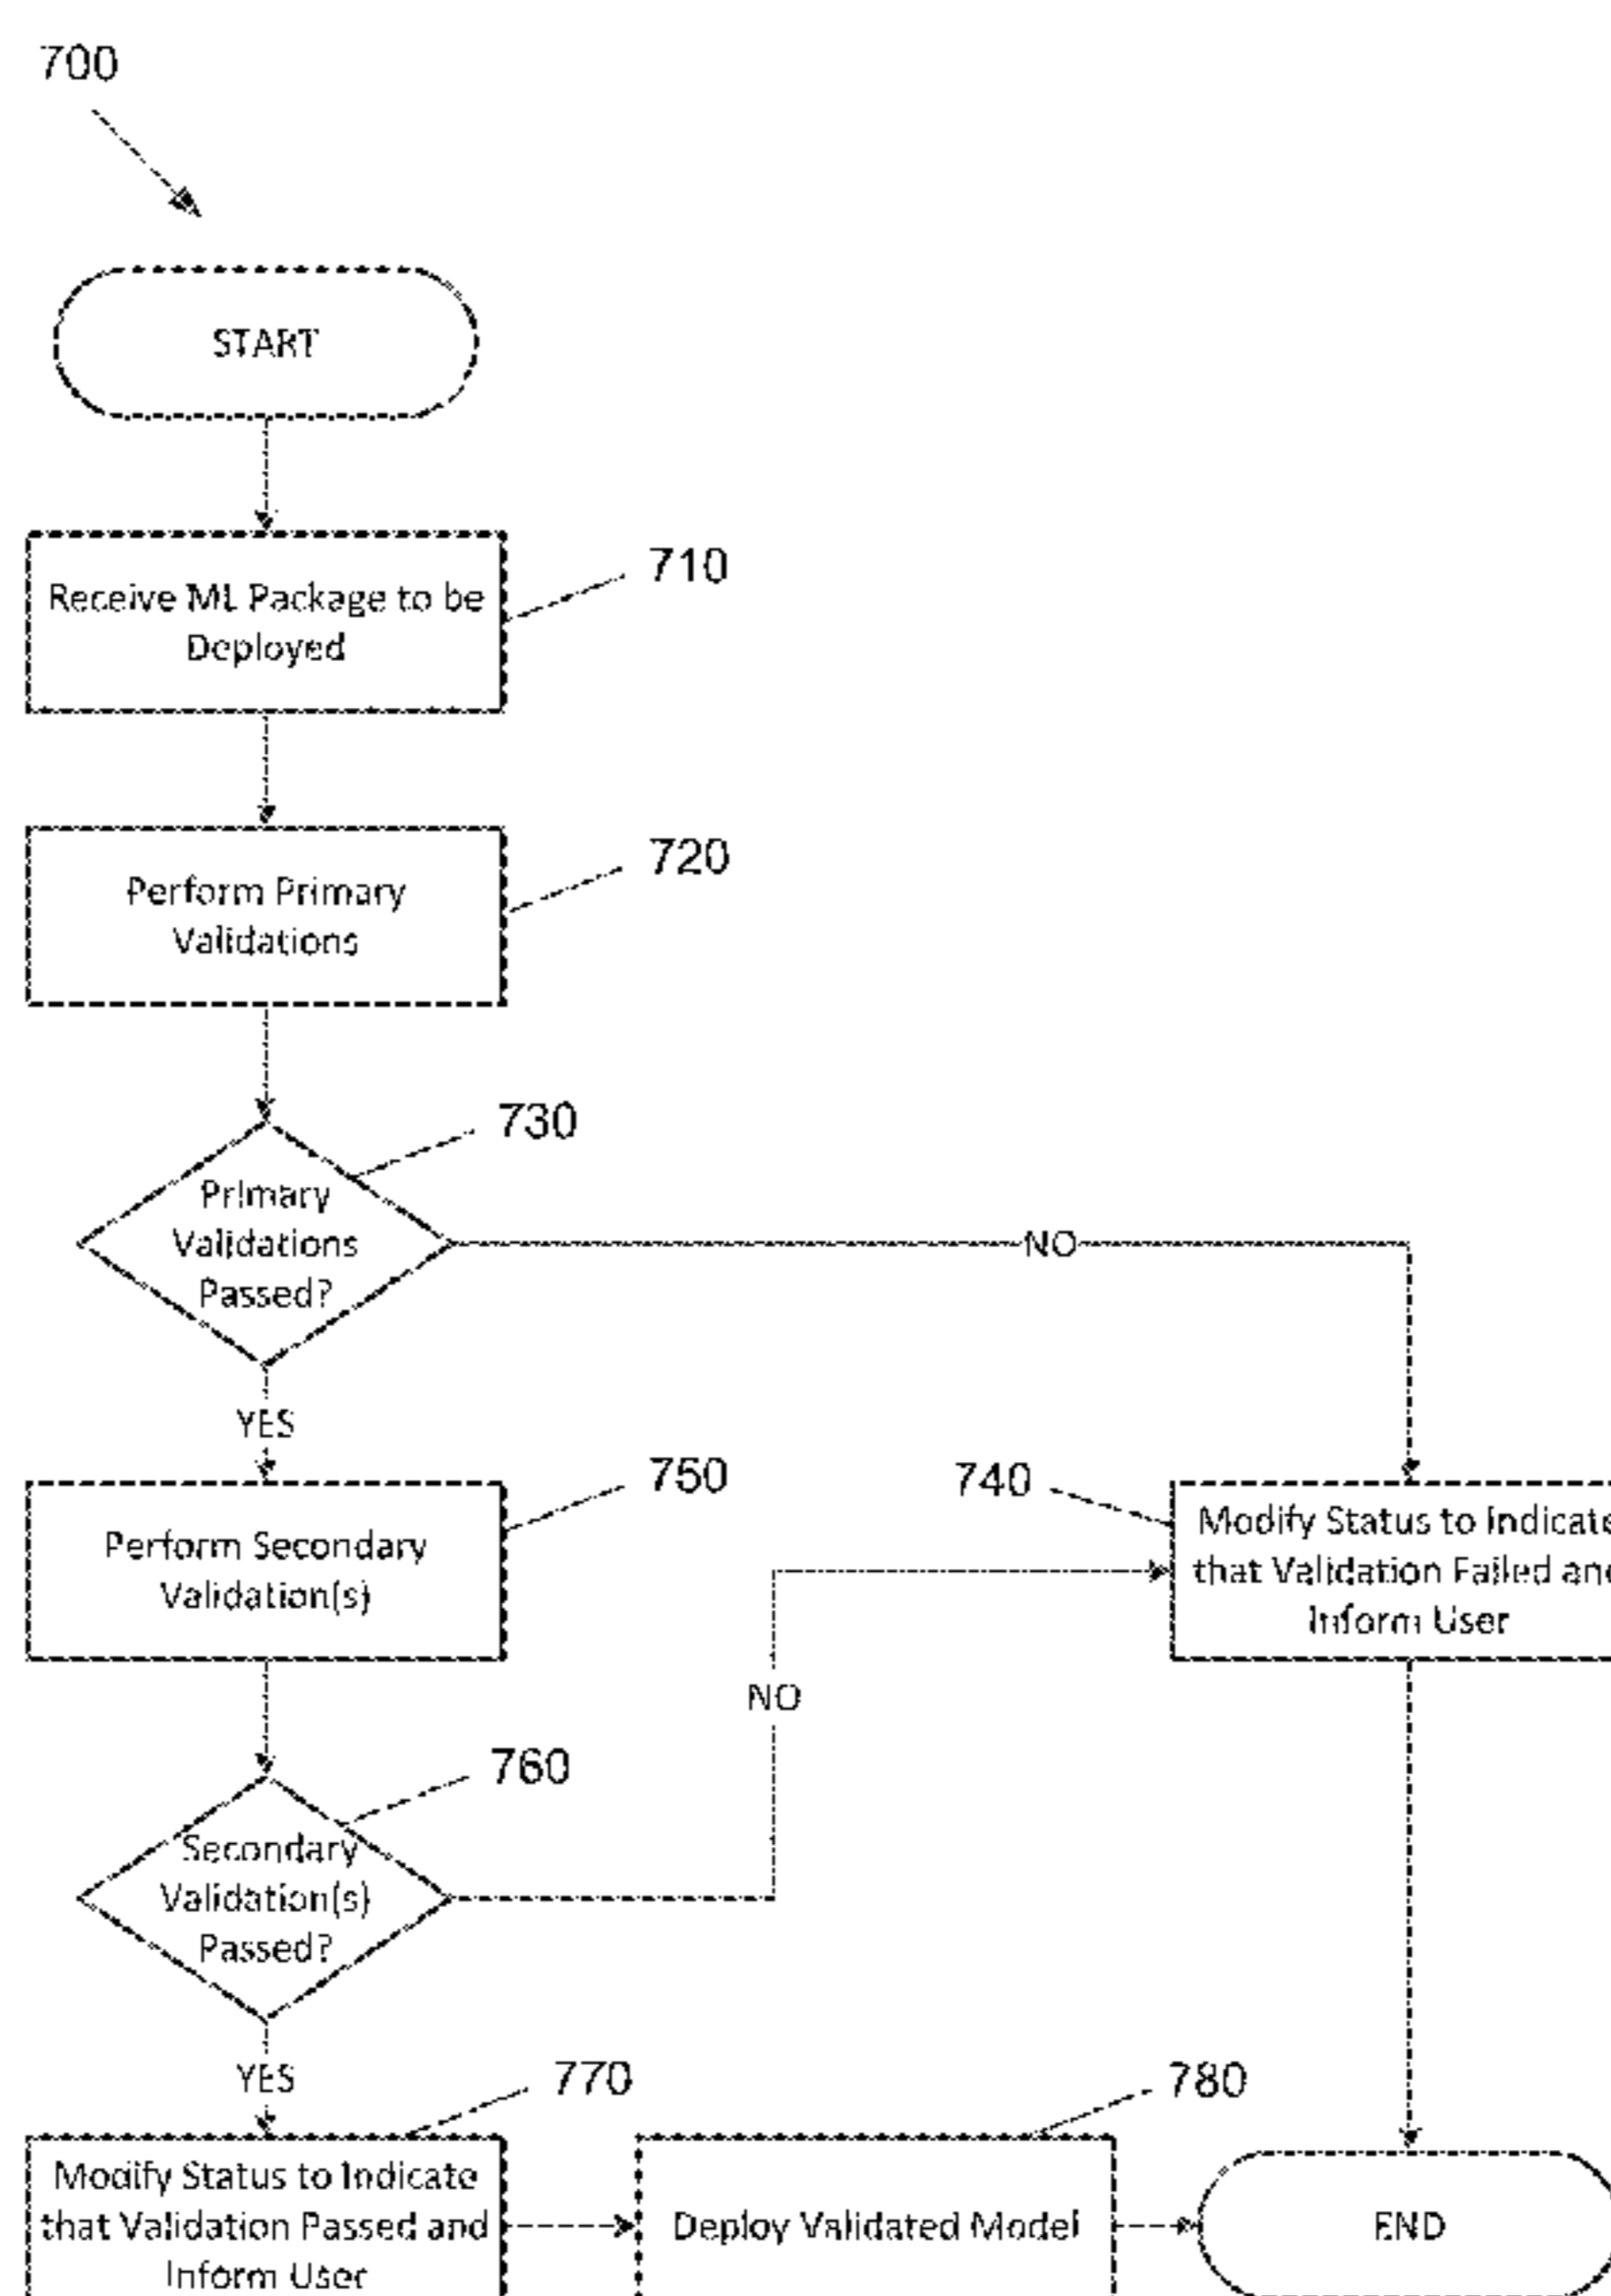 700
START
Receive ML Package to be
Deployed
710
Perform Primary
Validations
720
730
Primary
Validations
Passed?
NO
YES
750
Perform Secondary
Validation(s)
740
Modify Status to Indicate
that Validation Failed and
Inform User
NO
760
Secondary
Validation(s)
Passed?
YES
770
Modify Status to Indicate
that Validation Passed and
Inform User
780
Deploy Validated Model
END